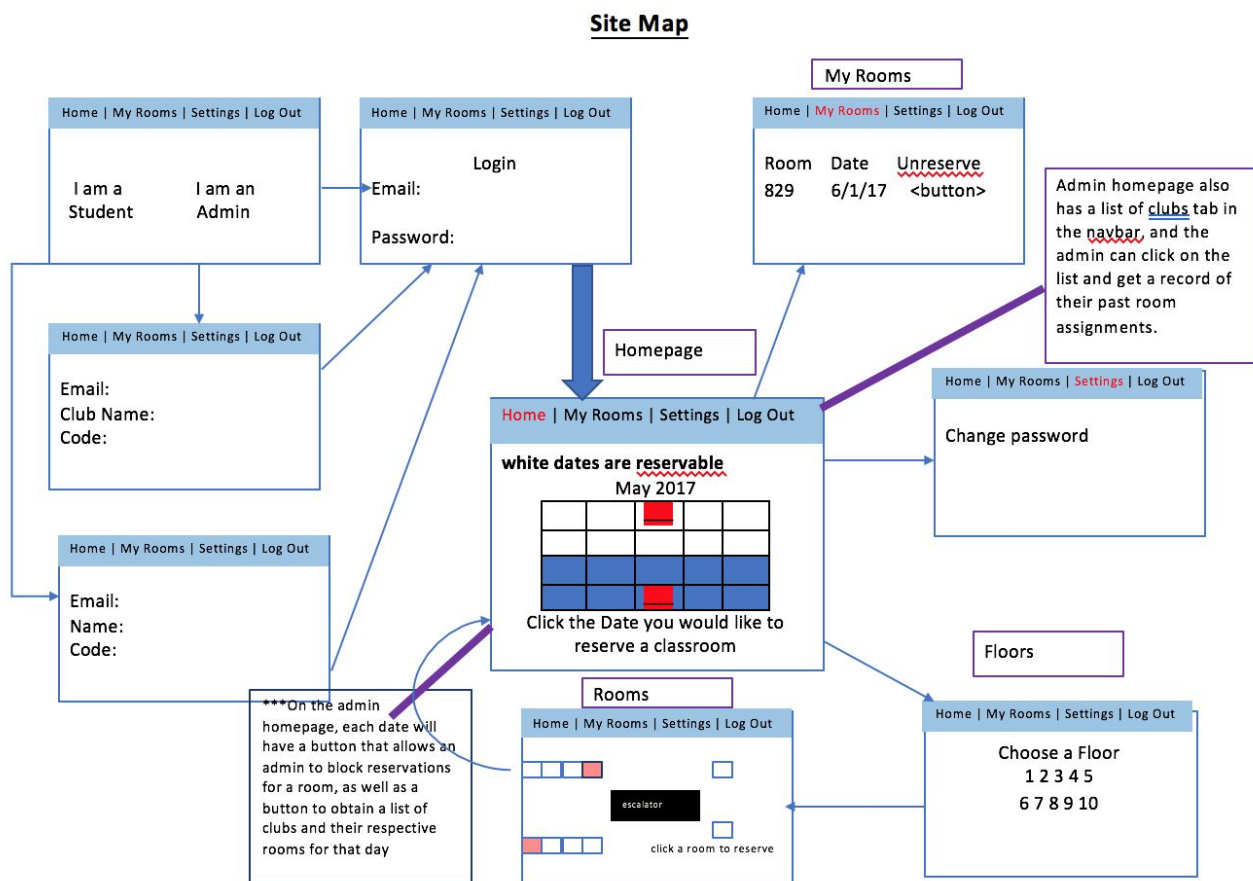 Site Map
Home | My Rooms | Settings | Log Out
I am a
Student
I am an
Admin
Home | My Rooms | Settings | Log Out
Login
Email:
Password:
My Rooms
Home | My Rooms | Settings | Log Out
Room Date Unreserve
829 6/1/17 <button>
Admin homepage also
has a list of clubs tab in
the navbar, and the
admin can click on the
list and get a record of
their past room
assignments.
Home | My Rooms | Settings | Log Out
Email:
Club Name:
Code:
Homepage
Home | My Rooms | Settings | Log Out
white dates are reservable
May 2017
Click the Date you would like to
reserve a classroom
Home | My Rooms | Settings | Log Out
Change password
Home | My Rooms | Settings | Log Out
Email:
Name:
Code:
***On the admin
homepage, each date will
have a button that allows an
admin to block reservations
for a room, as well as a
button to obtain a list of
clubs and their respective
rooms for that day
Rooms
Home | My Rooms | Settings | Log Out
escalator
click a room to reserve
Floors
Home | My Rooms | Settings | Log Out
Choose a Floor
1 2 3 4 5
6 7 8 9 10